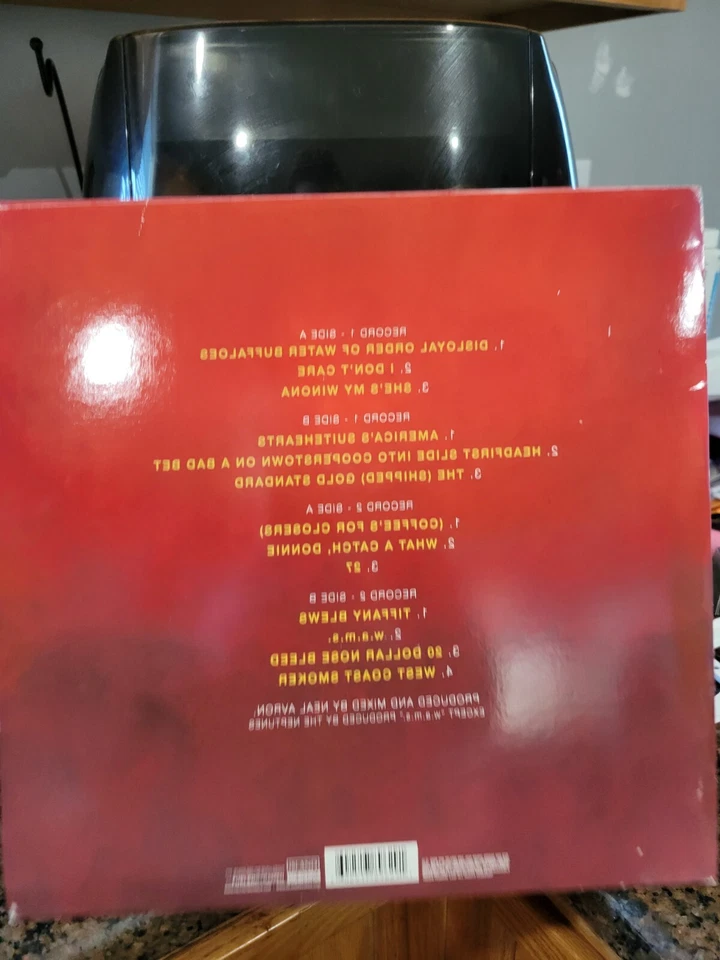 RECORD 1 - SIDE A
1. DISLOYAL ORDER OF WATER BUFFALOES
2. I DON'T CARE
3. SHE'S MY WINONA
RECORD 1 - SIDE B
1. AMERICA'S SUITEHEARTS
2. HEADFIRST SLIDE INTO COOPERSTOWN ON A BAD BET
3. THE (SHIPPED) GOLD STANDARD
RECORD 2 - SIDE A
1. (COFFEE'S FOR CLOSERS)
2. WHAT A CATCH, DONNIE
3. 27
RECORD 2 - SIDE B
1. TIFFANY BLEWS
2. w.a.m.s.
3. 20 DOLLAR NOSE BLEED
4. WEST COAST SMOKER
PRODUCED AND MIXED BY NEAL AVRON,
EXCEPT "w.a.m.s." PRODUCED BY THE NEPTUNES